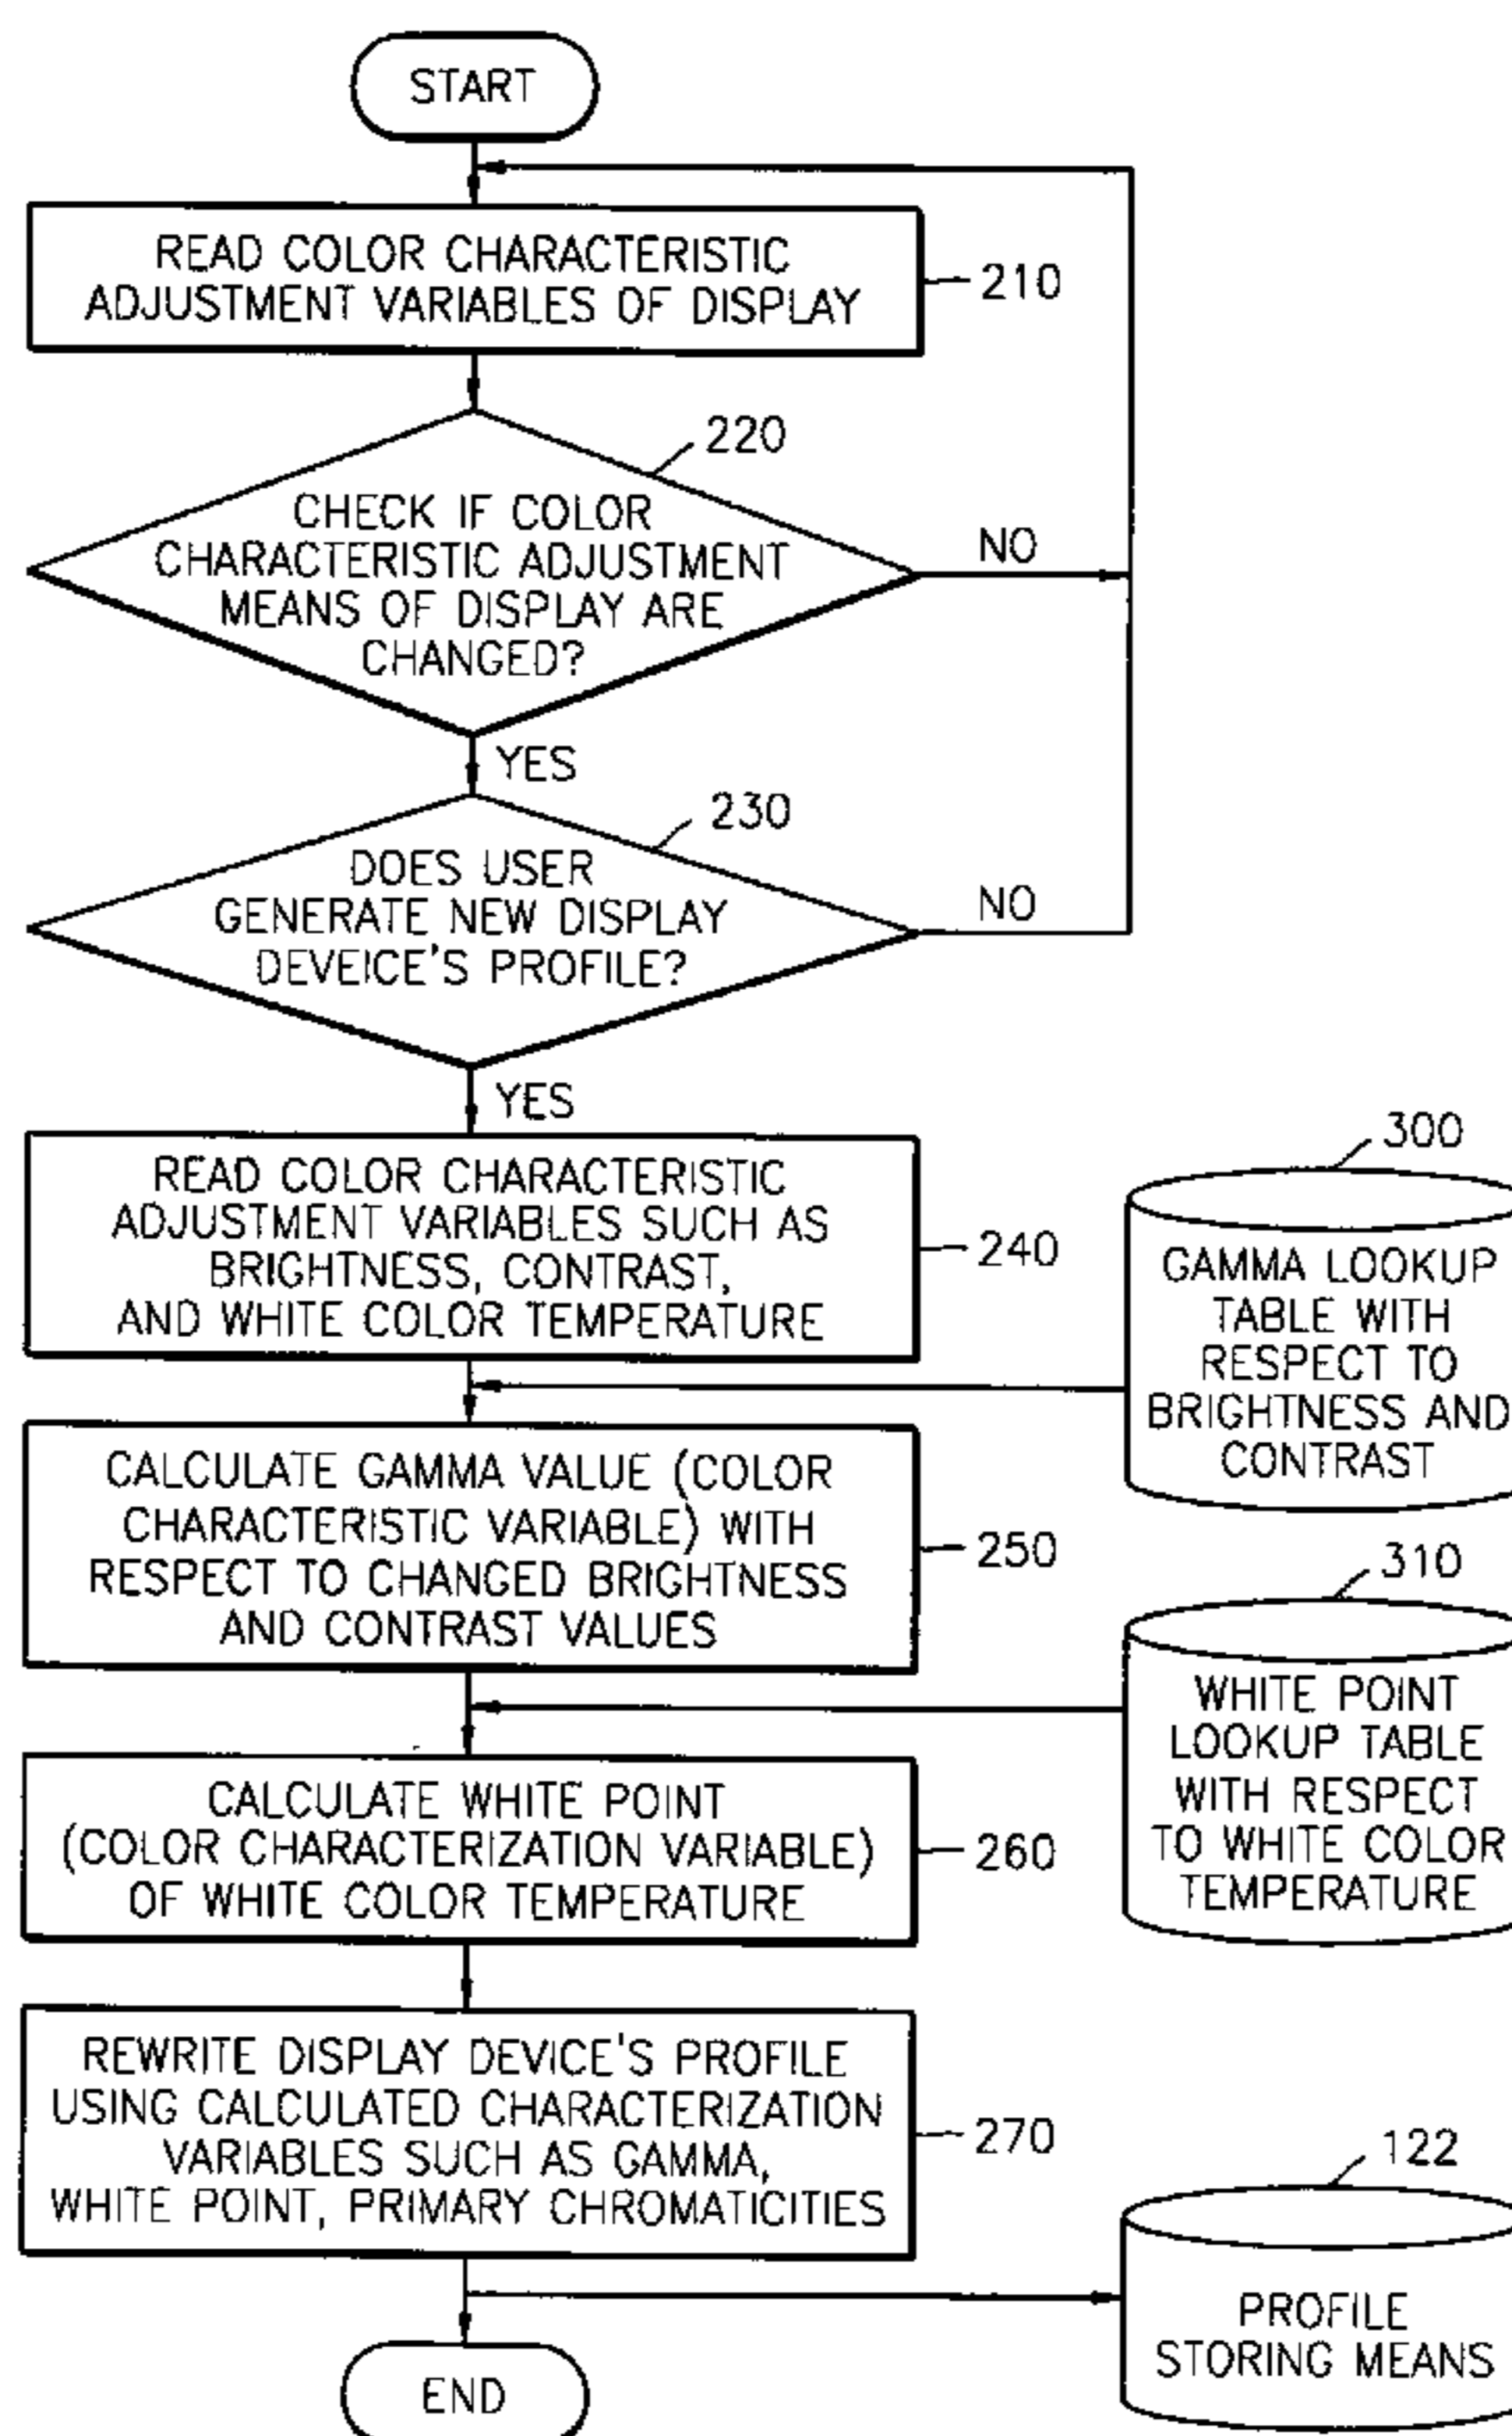 START
READ COLOR CHARACTERISTIC
ADJUSTMENT VARIABLES OF DISPLAY
210
220
CHECK IF COLOR
CHARACTERISTIC ADJUSTMENT
MEANS OF DISPLAY ARE
CHANGED?
NO
YES
230
DOES USER
GENERATE NEW DISPLAY
DEVEICE'S PROFILE?
NO
YES
READ COLOR CHARACTERISTIC
ADJUSTMENT VARIABLES SUCH AS
BRIGHTNESS, CONTRAST,
AND WHITE COLOR TEMPERATURE
240
300
GAMMA LOOKUP
TABLE WITH
RESPECT TO
BRIGHTNESS AND
CONTRAST
CALCULATE GAMMA VALUE (COLOR
CHARACTERISTIC VARIABLE) WITH
RESPECT TO CHANGED BRIGHTNESS
AND CONTRAST VALUES
250
310
WHITE POINT
LOOKUP TABLE
WITH RESPECT
TO WHITE COLOR
TEMPERATURE
CALCULATE WHITE POINT
(COLOR CHARACTERIZATION VARIABLE)
OF WHITE COLOR TEMPERATURE
260
REWRITE DISPLAY DEVICE'S PROFILE
USING CALCULATED CHARACTERIZATION
VARIABLES SUCH AS GAMMA,
WHITE POINT, PRIMARY CHROMATICITIES
270
122
PROFILE
STORING MEANS
END